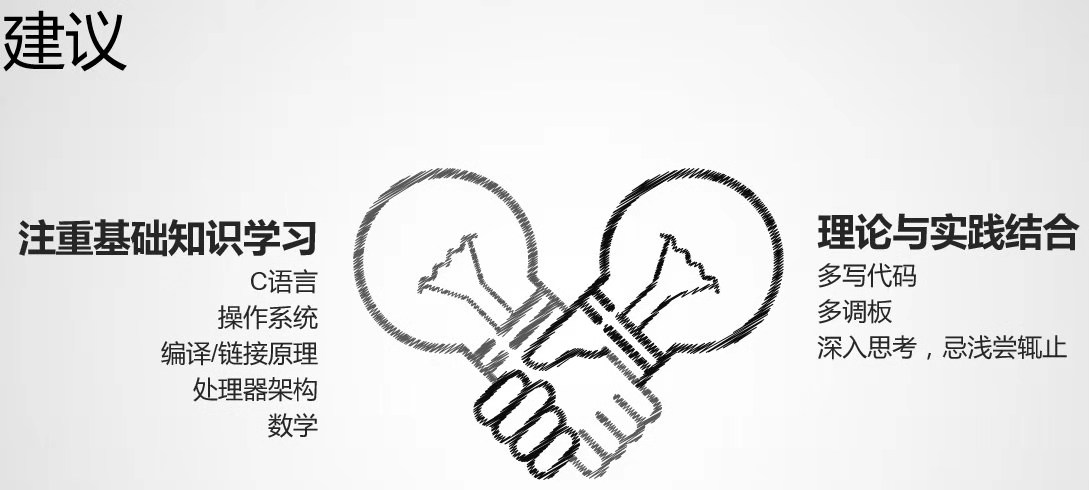 建议
注重基础知识学习
C语言
操作系统
编译/链接原理
处理器架构
数学
理论与实践结合
多写代码
多调板
深入思考，忌浅尝辄止